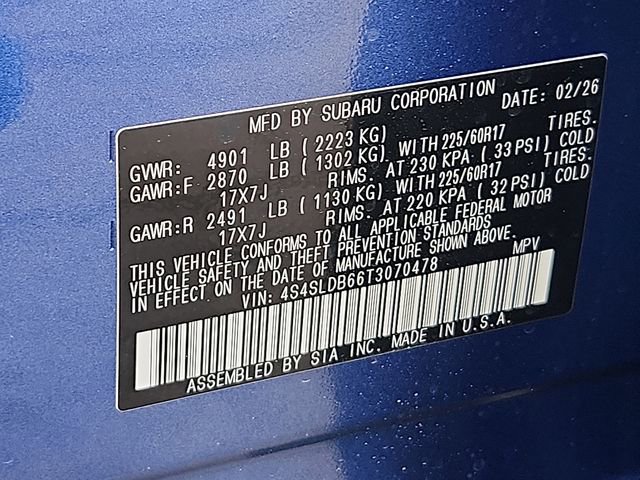 MFD BY SUBARU CORPORATION DATE: 02/26
GVWR: 4901 LB ( 2223 KG) TIRES.
GAWR:F 2870 LB ( 1302 KG) WITH 225/60R17
17X7J RIMS. AT 230 KPA ( 33 PSI) COLD
GAWR:R 2491 LB ( 1130 KG) WITH 225/60R17 TIRES.
17X7J RIMS. AT 220 KPA ( 32 PSI) COLD
THIS VEHICLE CONFORMS TO ALL APPLICABLE FEDERAL MOTOR
VEHICLE SAFETY AND THEFT PREVENTION STANDARDS
IN EFFECT ON THE DATE OF MANUFACTURE SHOWN ABOVE.
VIN: 4S4SLDB66T3070478 MPV
ASSEMBLED BY SIA INC. MADE IN U.S.A.